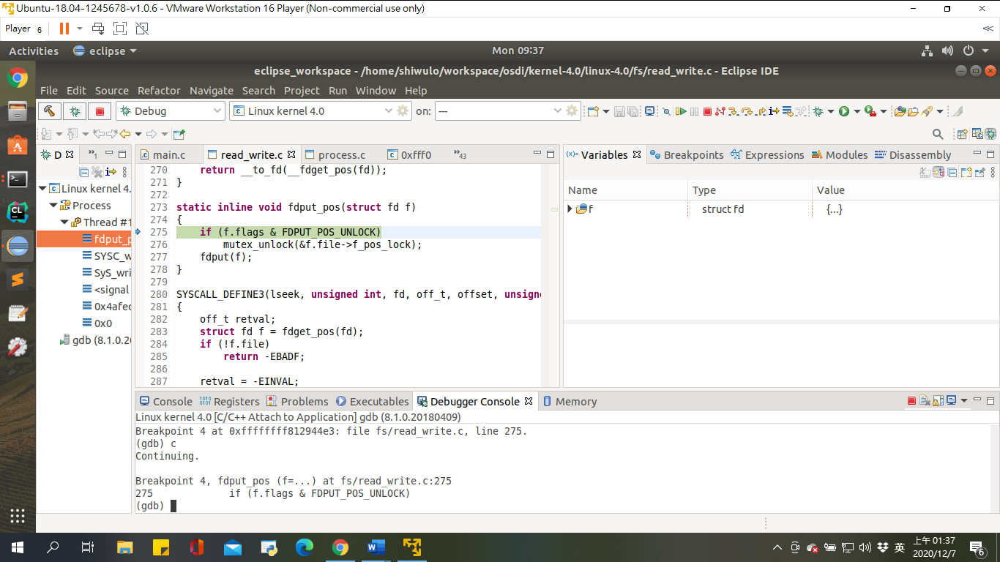 Ubuntu-18.04-1245678-v1.0.6 - VMware Workstation 16 Player (Non-commercial use only)
Player 6
Activities eclipse Mon 09:37
eclipse_workspace - /home/shiwulo/workspace/osdi/kernel-4.0/linux-4.0/fs/read_write.c - Eclipse IDE
File Edit Source Refactor Navigate Search Project Run Window Help
Debug Linux kernel 4.0 on: ---
D »1
Linux kernel 4.
Process
Thread #1
fdput_p
SYSC_w
SyS_wri
<signal
0x4afec
0x0
gdb (8.1.0.20
main.c read_write.c process.c 0xfff0 »43
270 return __to_fd(__fdget_pos(fd));
271 }
272
273 static inline void fdput_pos(struct fd f)
274 {
275 if (f.flags & FDPUT_POS_UNLOCK)
276 mutex_unlock(&f.file->f_pos_lock);
277 fdput(f);
278 }
279
280 SYSCALL_DEFINE3(lseek, unsigned int, fd, off_t, offset, unsign
281 {
282 off_t retval;
283 struct fd f = fdget_pos(fd);
284 if (!f.file)
285 return -EBADF;
286
287 retval = -EINVAL;
(x)= Variables Breakpoints Expressions Modules Disassembly
Name Type Value
f struct fd {...}
Console Registers Problems Executables Debugger Console Memory
Linux kernel 4.0 [C/C++ Attach to Application] gdb (8.1.0.20180409)
Breakpoint 4 at 0xffffffff812944e3: file fs/read_write.c, line 275.
(gdb) c
Continuing.
Breakpoint 4, fdput_pos (f=...) at fs/read_write.c:275
275 if (f.flags & FDPUT_POS_UNLOCK)
(gdb)
英 上午 01:37
2020/12/7
6